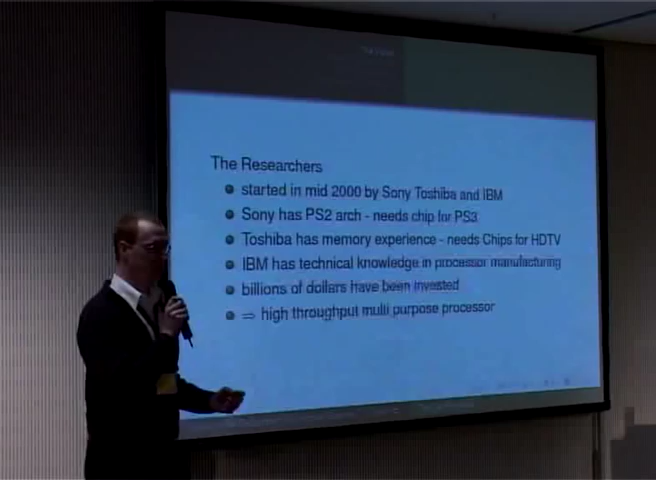 The Researchers
started in mid 2000 by Sony Toshiba and IBM
Sony has PS2 arch - needs chip for PS3
Toshiba has memory experience - needs Chips for HDTV
IBM has technical knowledge in processor manufacturing
billions of dollars have been invested
⇒ high throughput multi purpose processor